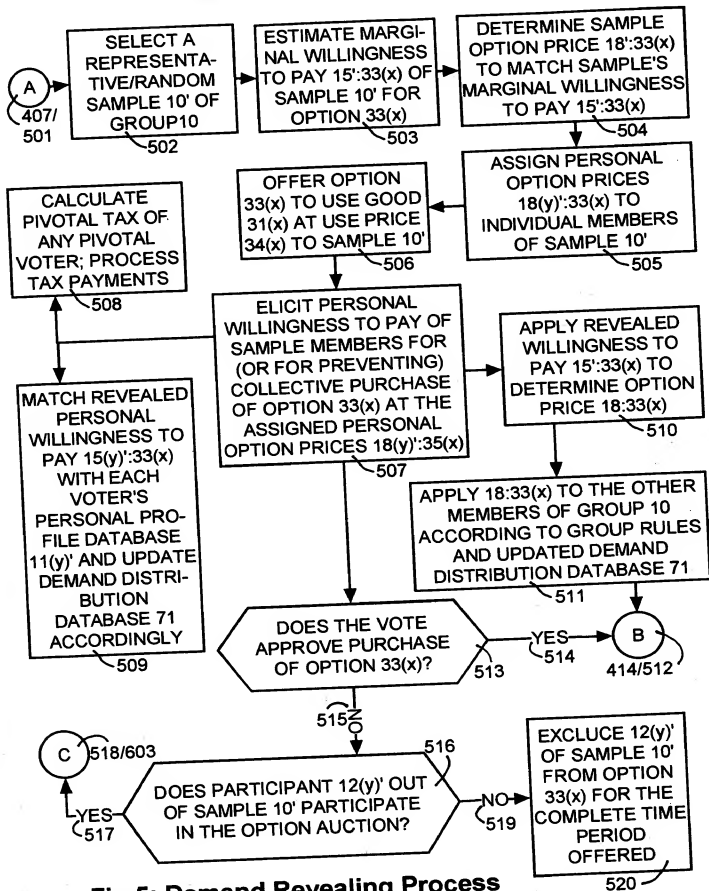 A
407/
501
SELECT A
REPRESENTA-
TIVE/RANDOM
SAMPLE 10' OF
GROUP10
502
ESTIMATE MARGI-
NAL WILLINGNESS
TO PAY 15':33(x) OF
SAMPLE 10' FOR
OPTION 33(x)
503
DETERMINE SAMPLE
OPTION PRICE 18':33(x)
TO MATCH SAMPLE'S
MARGINAL WILLINGNESS
TO PAY 15':33(x)
504
ASSIGN PERSONAL
OPTION PRICES
18(y)':33(x) TO
INDIVIDUAL MEMBERS
OF SAMPLE 10'
505
OFFER OPTION
33(x) TO USE GOOD
31(x) AT USE PRICE
34(x) TO SAMPLE 10'
506
CALCULATE
PIVOTAL TAX OF
ANY PIVOTAL
VOTER; PROCESS
TAX PAYMENTS
508
ELICIT PERSONAL
WILLINGNESS TO PAY OF
SAMPLE MEMBERS FOR
(OR FOR PREVENTING)
COLLECTIVE PURCHASE
OF OPTION 33(x) AT THE
ASSIGNED PERSONAL
OPTION PRICES 18(y)':35(x)
507
APPLY REVEALED
WILLINGNESS TO
PAY 15':33(x) TO
DETERMINE OPTION
PRICE 18:33(x)
510
MATCH REVEALED
PERSONAL
WILLINGNESS TO
PAY 15(y)':33(x)
WITH EACH
VOTER'S
PERSONAL PRO-
FILE DATABASE
11(y)' AND UPDATE
DEMAND DISTRI-
BUTION
DATABASE 71
ACCORDINGLY
509
APPLY 18:33(x) TO THE OTHER
MEMBERS OF GROUP 10
ACCORDING TO GROUP RULES
AND UPDATED DEMAND
DISTRIBUTION DATABASE 71
511
DOES THE VOTE
APPROVE PURCHASE
OF OPTION 33(x)?
513
YES
514
B
414/512
515
NO
C
518/603
516
DOES PARTICIPANT 12(y)' OUT
OF SAMPLE 10' PARTICIPATE
IN THE OPTION AUCTION?
YES
517
NO
519
EXCLUCE 12(y)'
OF SAMPLE 10'
FROM OPTION
33(x) FOR THE
COMPLETE TIME
PERIOD
OFFERED
520
Fig 5: Demand Revealing Process